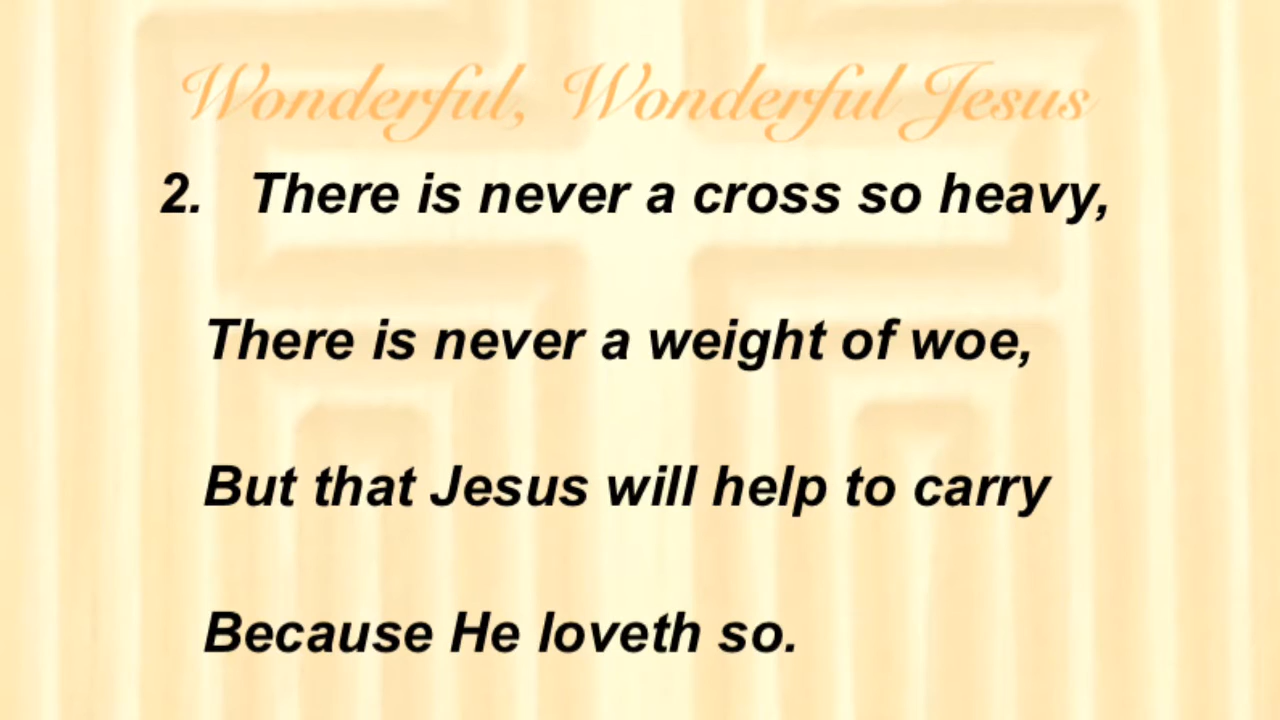 Wonderful, Wonderful Jesus
2. There is never a cross so heavy,
There is never a weight of woe,
But that Jesus will help to carry
Because He loveth so.